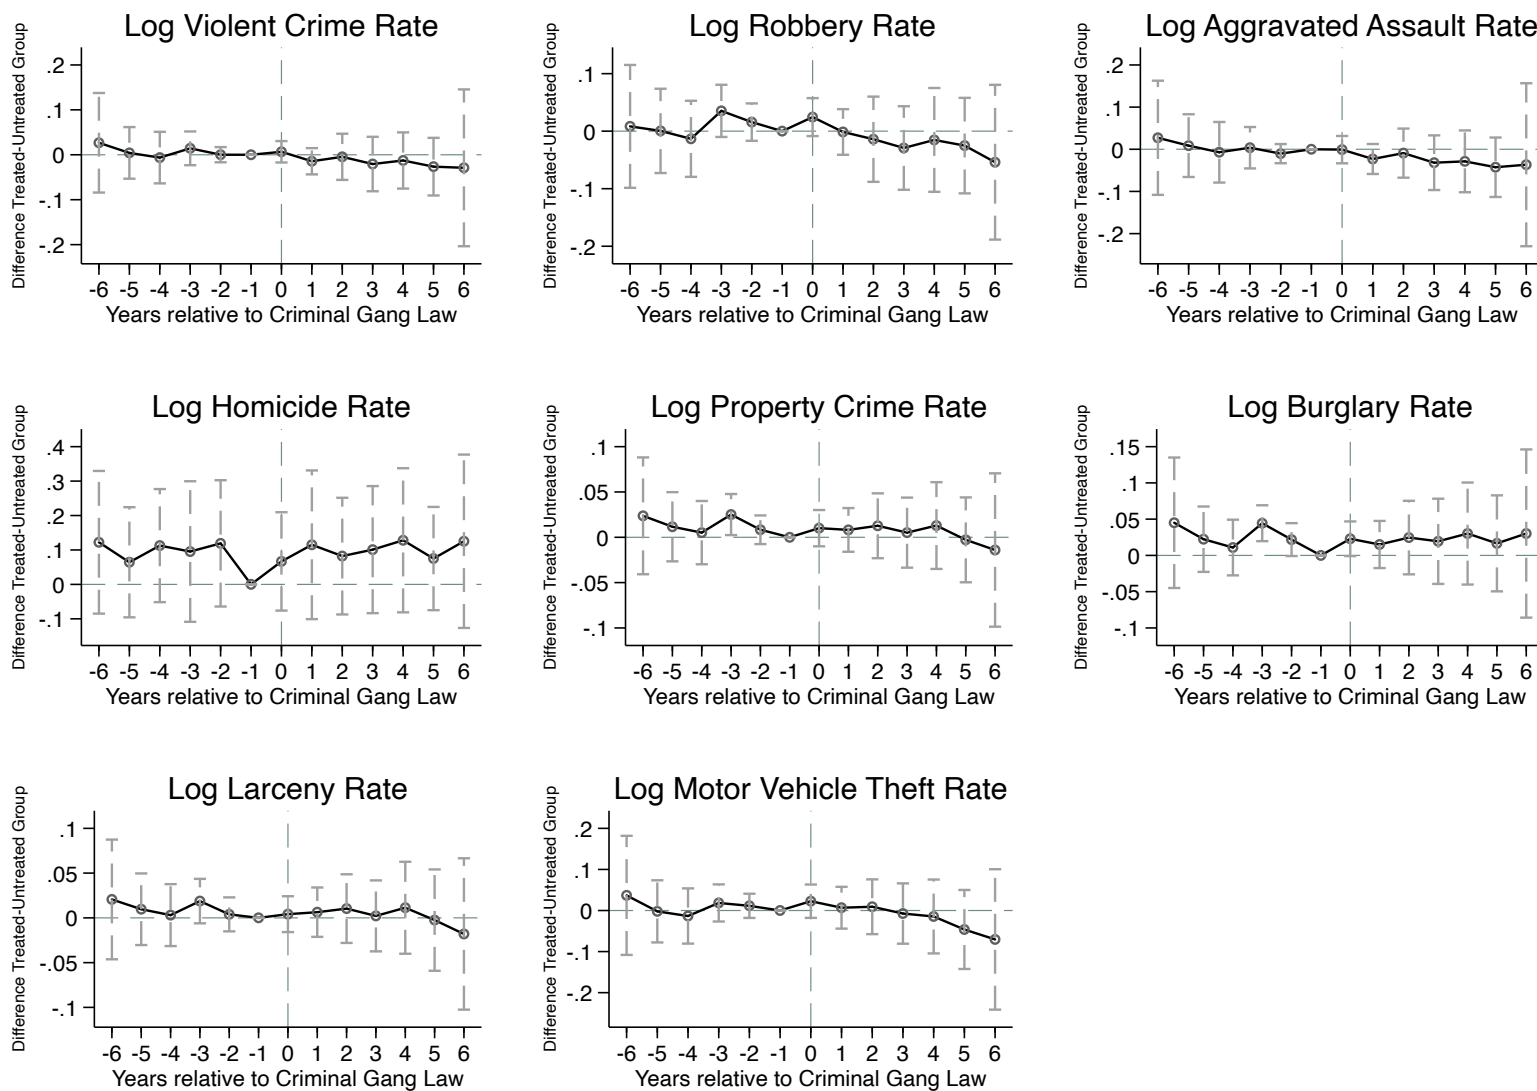 Log Violent Crime Rate
Difference Treated-Untreated Group
.2
.1
0
-.1
-.2
-6 -5 -4 -3 -2 -1 0 1 2 3 4 5 6
Years relative to Criminal Gang Law
Log Robbery Rate
Difference Treated-Untreated Group
.1
0
-.1
-.2
-6 -5 -4 -3 -2 -1 0 1 2 3 4 5 6
Years relative to Criminal Gang Law
Log Aggravated Assault Rate
Difference Treated-Untreated Group
.2
.1
0
-.1
-.2
-6 -5 -4 -3 -2 -1 0 1 2 3 4 5 6
Years relative to Criminal Gang Law
Log Homicide Rate
Difference Treated-Untreated Group
.4
.3
.2
.1
0
-.1
-6 -5 -4 -3 -2 -1 0 1 2 3 4 5 6
Years relative to Criminal Gang Law
Log Property Crime Rate
Difference Treated-Untreated Group
.1
.05
0
-.05
-.1
-6 -5 -4 -3 -2 -1 0 1 2 3 4 5 6
Years relative to Criminal Gang Law
Log Burglary Rate
Difference Treated-Untreated Group
.15
.1
.05
0
-.05
-.1
-6 -5 -4 -3 -2 -1 0 1 2 3 4 5 6
Years relative to Criminal Gang Law
Log Larceny Rate
Difference Treated-Untreated Group
.1
.05
0
-.05
-.1
-6 -5 -4 -3 -2 -1 0 1 2 3 4 5 6
Years relative to Criminal Gang Law
Log Motor Vehicle Theft Rate
Difference Treated-Untreated Group
.2
.1
0
-.1
-.2
-6 -5 -4 -3 -2 -1 0 1 2 3 4 5 6
Years relative to Criminal Gang Law